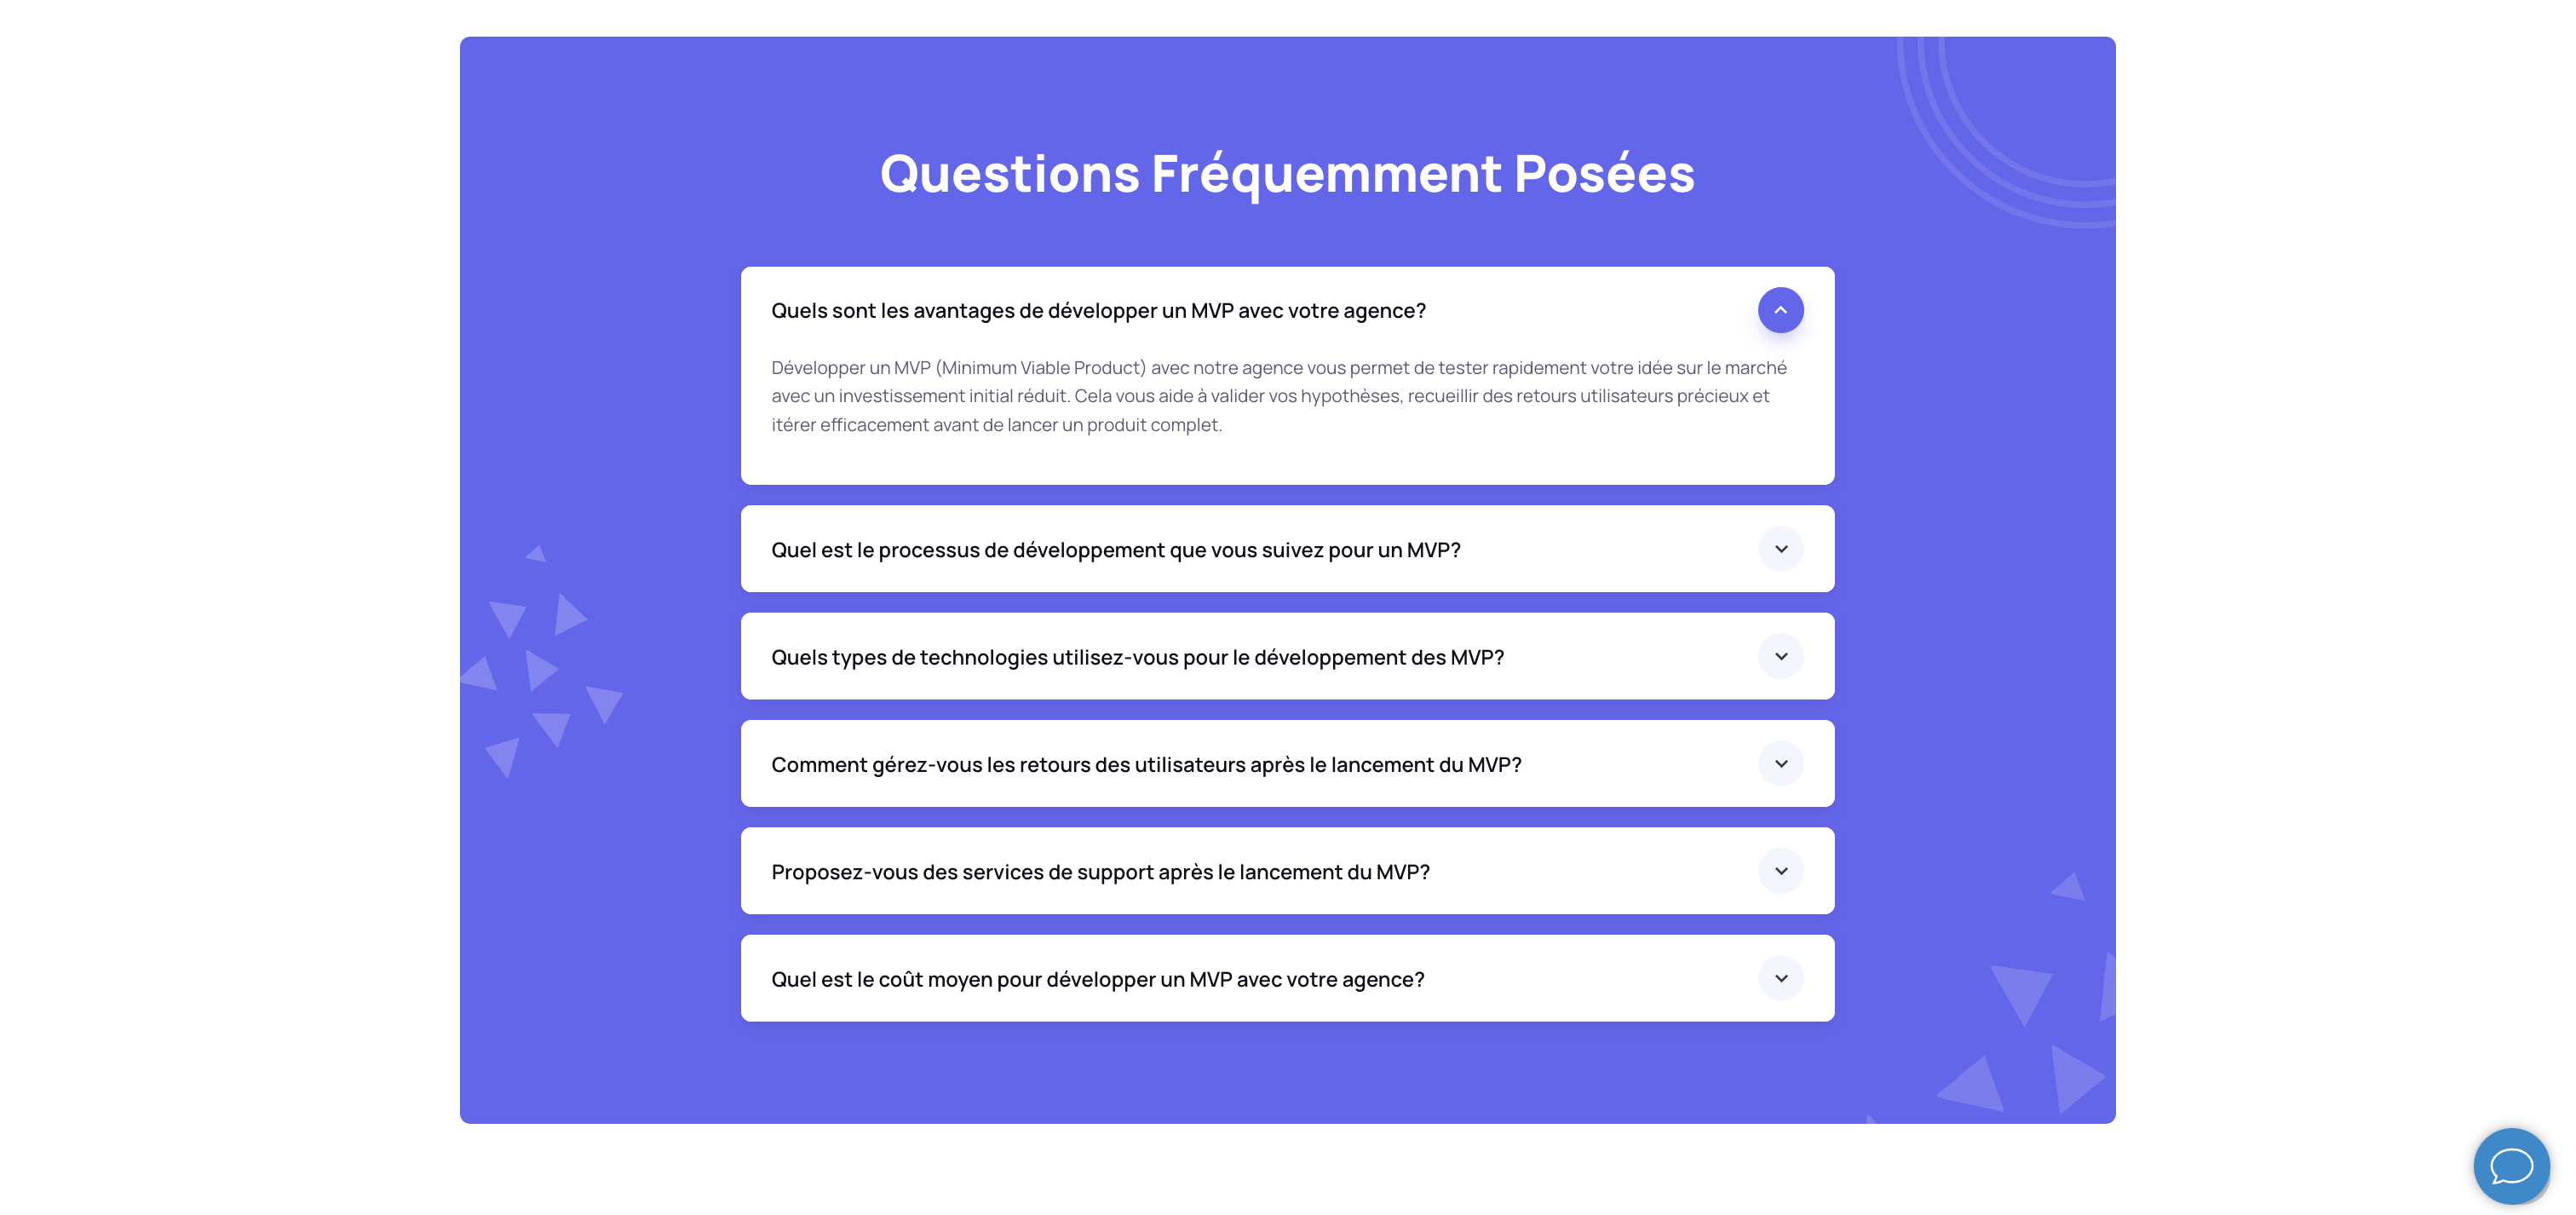 Questions Fréquemment Posées
Quels sont les avantages de développer un MVP avec votre agence?
Développer un MVP (Minimum Viable Product) avec notre agence vous permet de tester rapidement votre idée sur le marché
avec un investissement initial réduit. Cela vous aide à valider vos hypothèses, recueillir des retours utilisateurs précieux et
itérer efficacement avant de lancer un produit complet.
Quel est le processus de développement que vous suivez pour un MVP?
Quels types de technologies utilisez-vous pour le développement des MVP?
Comment gérez-vous les retours des utilisateurs après le lancement du MVP?
Proposez-vous des services de support après le lancement du MVP?
Quel est le coût moyen pour développer un MVP avec votre agence?